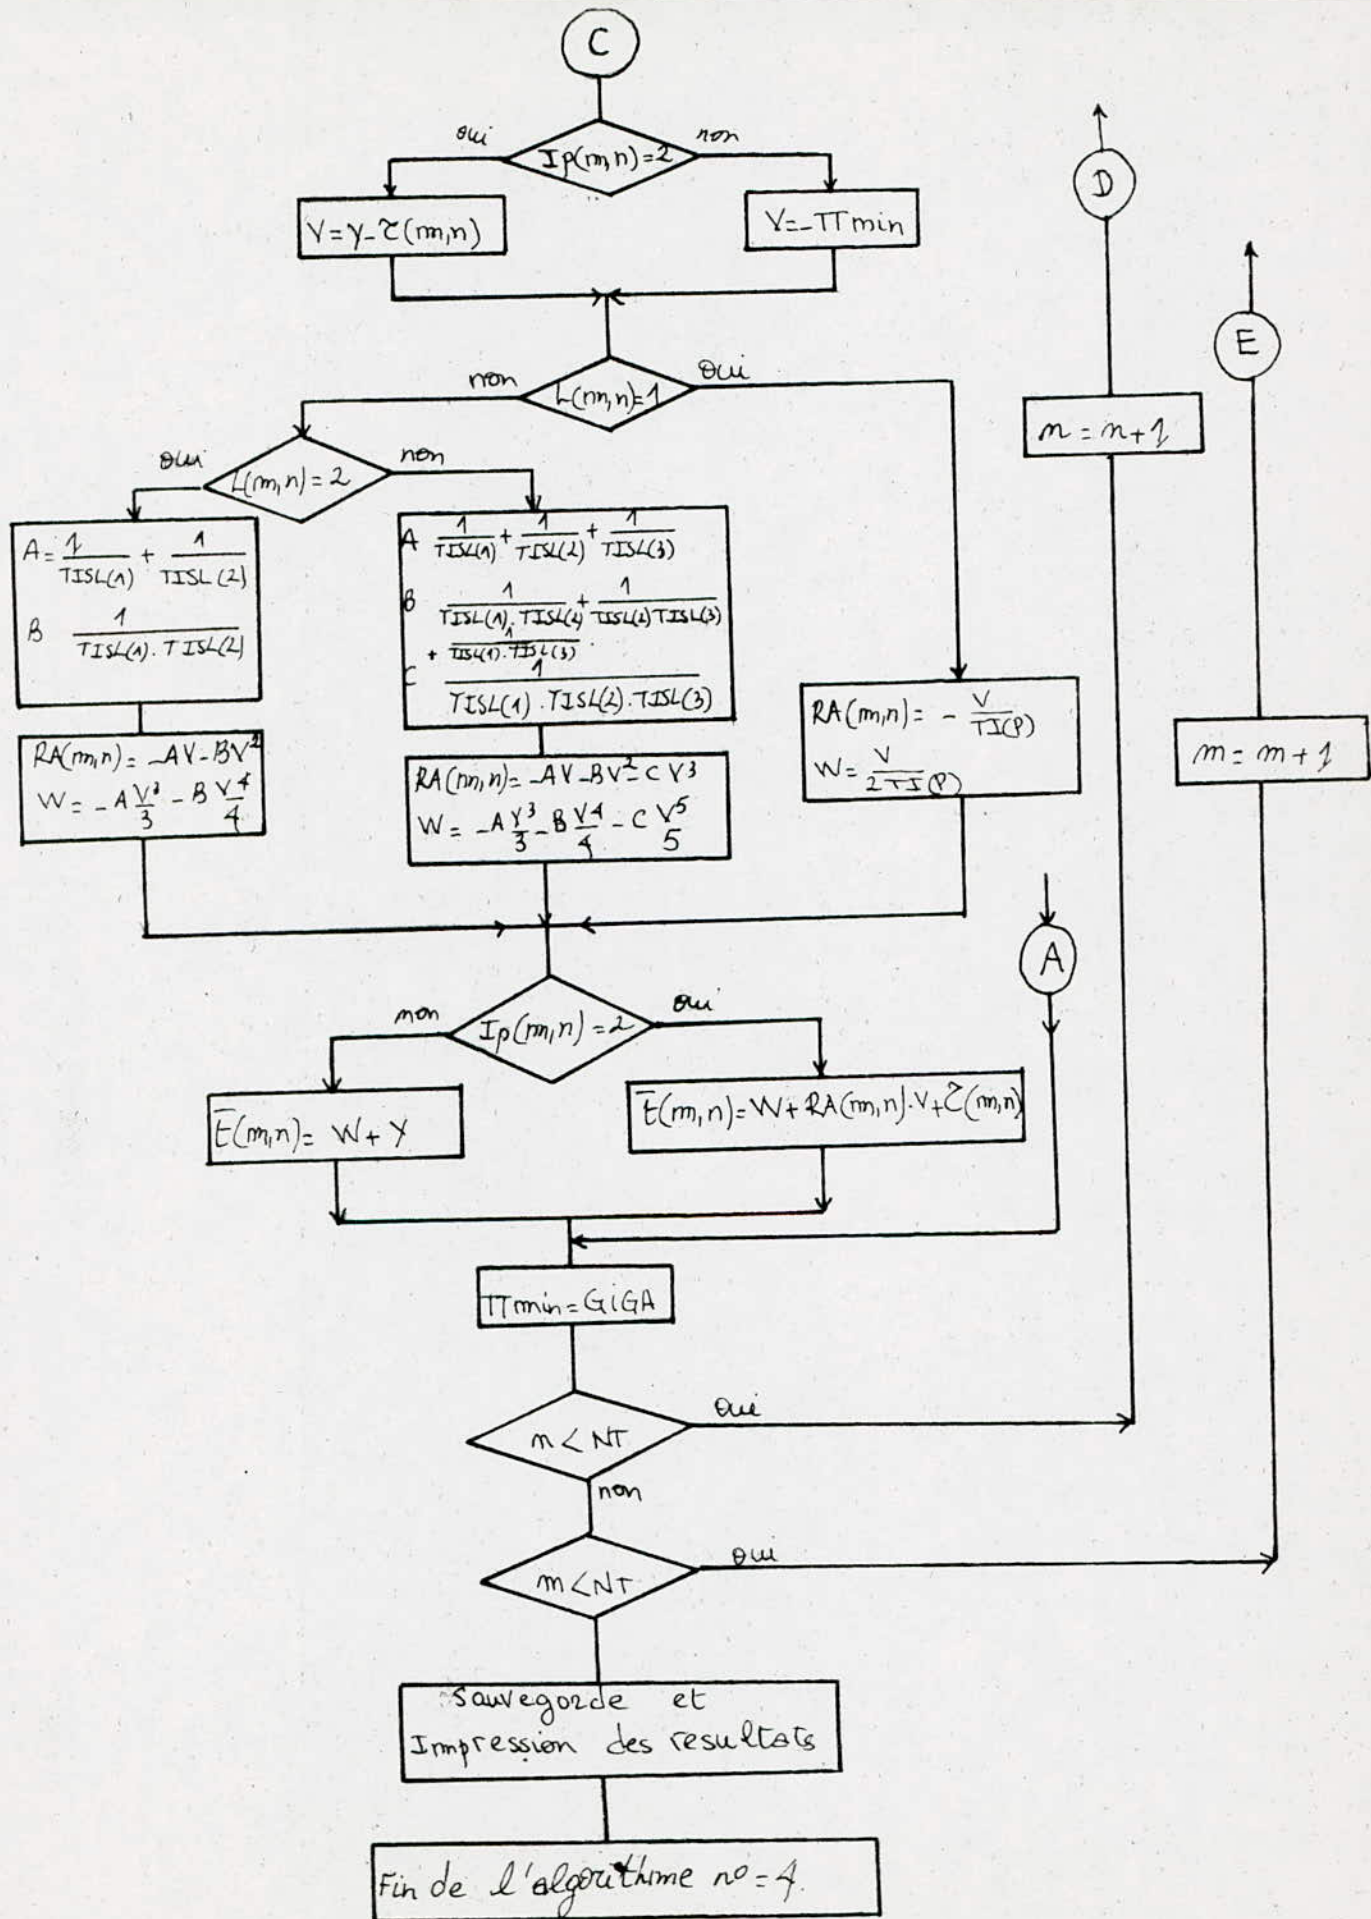 C
oui
Ip(m,n)=2
non
V=Y-τ(m,n)
V=-TTmin
D
E
non
L(m,n)=1
oui
n=n+1
oui
L(m,n)=2
non
A=1/TISL(1) + 1/TISL(2)
B 1/TISL(1).TISL(2)
A 1/TISL(1) + 1/TISL(2) + 1/TISL(3)
B 1/TISL(1).TISL(2) + 1/TISL(2)TISL(3)
+ 1/TISL(1).TISL(3).
C 1/TISL(1).TISL(2).TISL(3)
RA(m,n)= -AV-BV²
W= -A V³/3 - B V⁴/4
RA(m,n)= -AV-BV²-CV³
W= -A V³/3 - B V⁴/4 - C V⁵/5
RA(m,n)= - V/TI(P)
W= V/2TI(P)
m=m+1
A
non
Ip(m,n)=2
oui
t̄(m,n)= W+Y
t̄(m,n)=W+RA(m,n).V+τ(m,n)
TTmin=GiGA
n<NT
oui
non
m<NT
oui
Sauvegarde et
Impression des resultats
Fin de l'algorithme no=4.